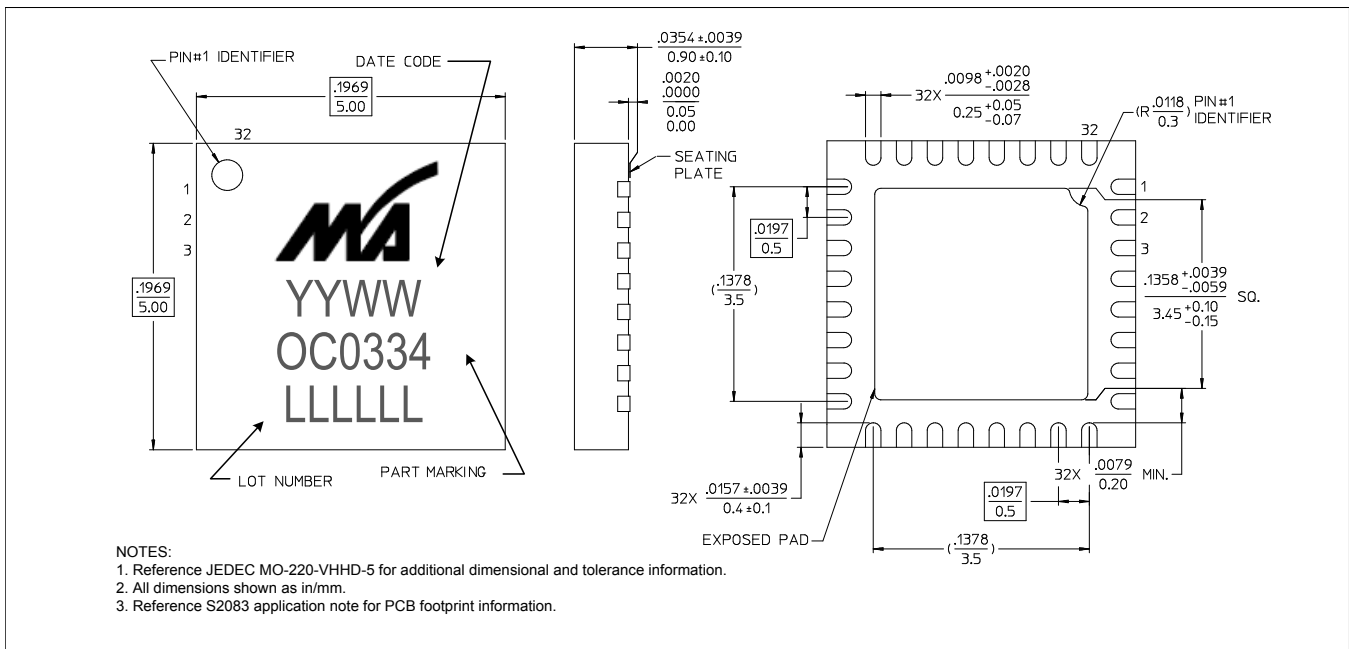 PIN#1 IDENTIFIER
DATE CODE
.1969
5.00
32
1
2
3
.1969
5.00
MA
YYWW
OC0334
LLLLLL
LOT NUMBER
PART MARKING
.0354 ±.0039
0.90 ±0.10
.0020
.0000
0.05
0.00
SEATING
PLATE
32X .0098 +.0020 -.0028
0.25 +0.05 -0.07
32
(R .0118 / 0.3) PIN#1
IDENTIFIER
1
2
3
.0197
0.5
(.1378 / 3.5)
.1358 +.0039 -.0059
3.45 +0.10 -0.15
SQ.
32X .0157 ±.0039
0.4 ±0.1
EXPOSED PAD
32X .0079 MIN.
0.20
.0197
0.5
(.1378 / 3.5)
NOTES:
1. Reference JEDEC MO-220-VHHD-5 for additional dimensional and tolerance information.
2. All dimensions shown as in/mm.
3. Reference S2083 application note for PCB footprint information.